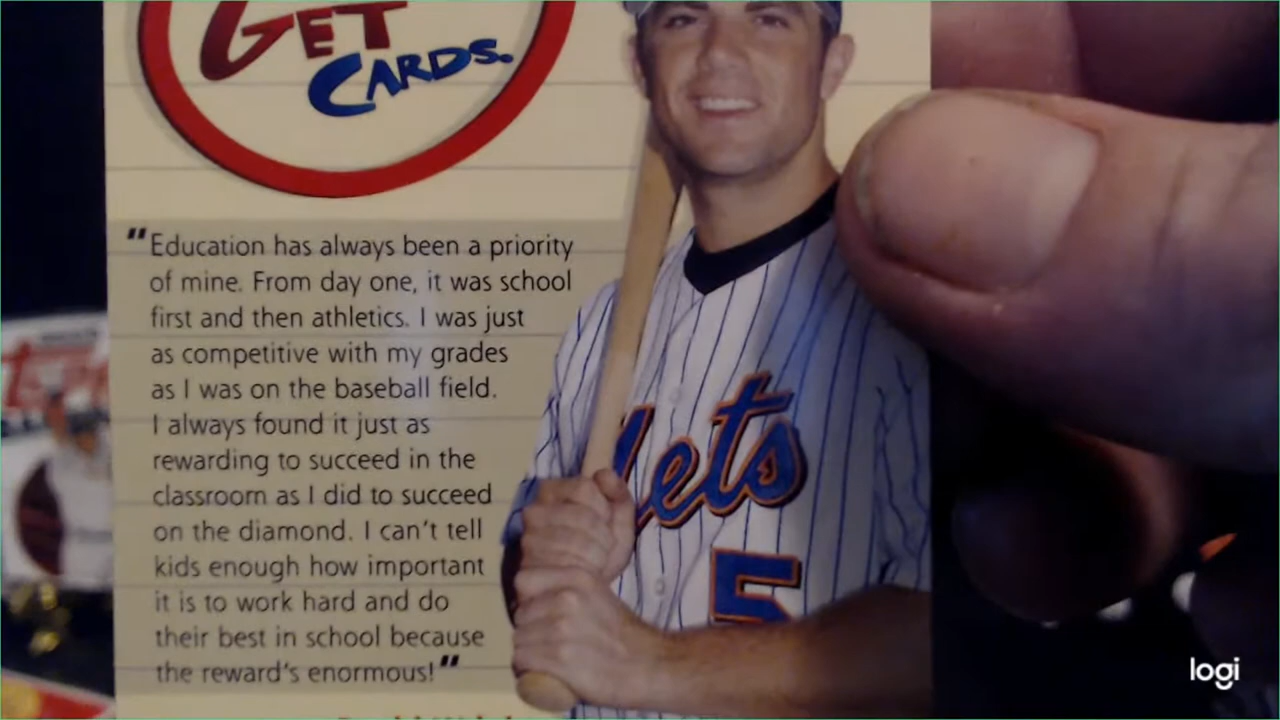 GET
CARDS.
"Education has always been a priority
of mine. From day one, it was school
first and then athletics. I was just
as competitive with my grades
as I was on the baseball field.
I always found it just as
rewarding to succeed in the
classroom as I did to succeed
on the diamond. I can't tell
kids enough how important
it is to work hard and do
their best in school because
the reward's enormous!"
Mets
5
logi